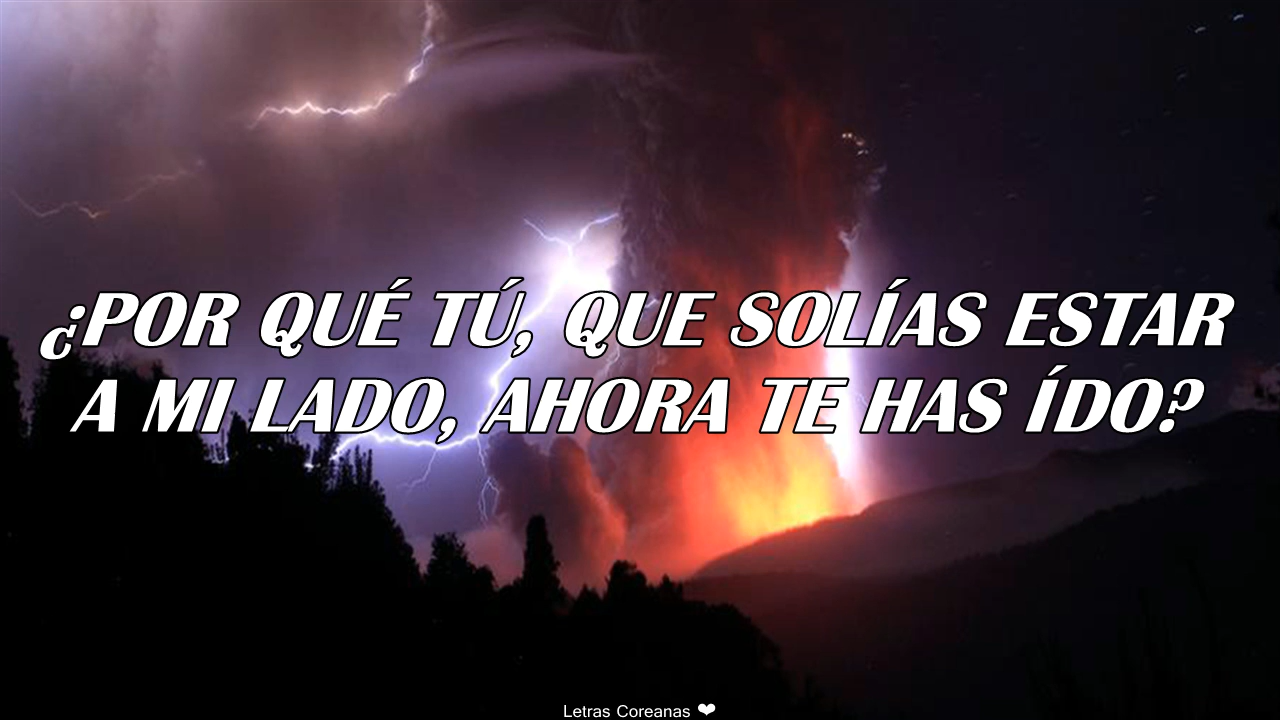 ¿POR QUÉ TÚ, QUE SOLÍAS ESTAR
A MI LADO, AHORA TE HAS ÍDO?
Letras Coreanas ❤